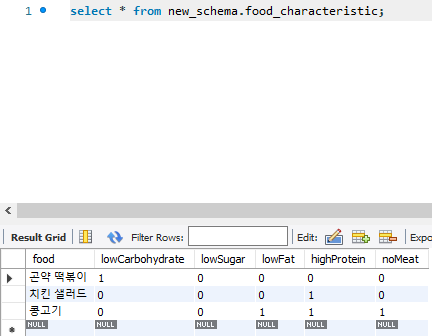 1 select * from new_schema.food_characteristic;
Result Grid Filter Rows: Edit: Expo
food lowCarbohydrate lowSugar lowFat highProtein noMeat
곤약 떡볶이 1 0 0 0 0
치킨 샐러드 0 0 0 1 0
콩고기 0 0 1 1 1
NULL NULL NULL NULL NULL NULL